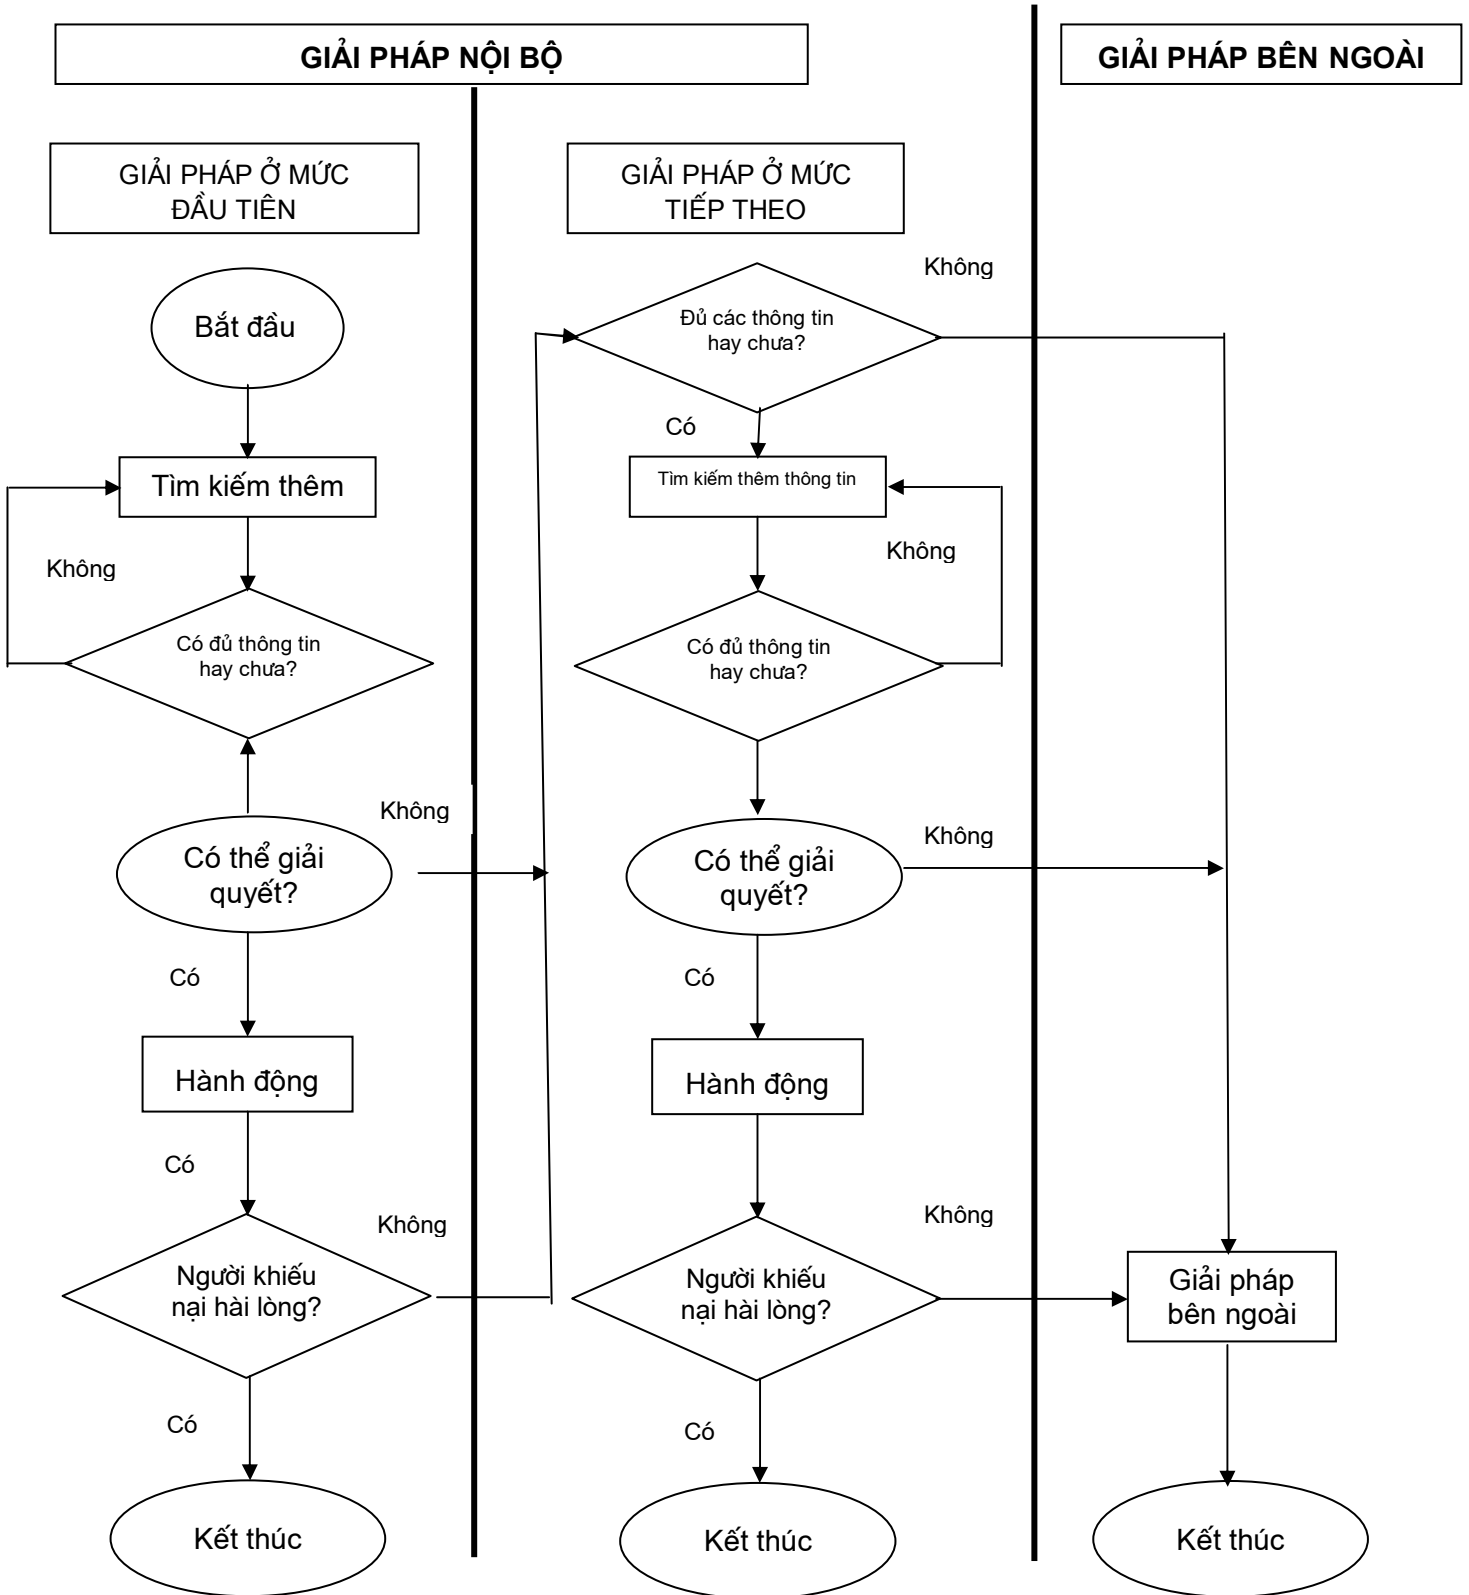 GIẢI PHÁP NỘI BỘ
GIẢI PHÁP BÊN NGOÀI
GIẢI PHÁP Ở MỨC
ĐẦU TIÊN
GIẢI PHÁP Ở MỨC
TIẾP THEO
Bắt đầu
Tìm kiếm thêm
Không
Có đủ thông tin
hay chưa?
Không
Có thể giải
quyết?
Có
Hành động
Có
Không
Người khiếu
nại hài lòng?
Có
Kết thúc
Không
Đủ các thông tin
hay chưa?
Có
Tìm kiếm thêm thông tin
Không
Có đủ thông tin
hay chưa?
Không
Có thể giải
quyết?
Có
Hành động
Không
Người khiếu
nại hài lòng?
Có
Kết thúc
Giải pháp
bên ngoài
Kết thúc